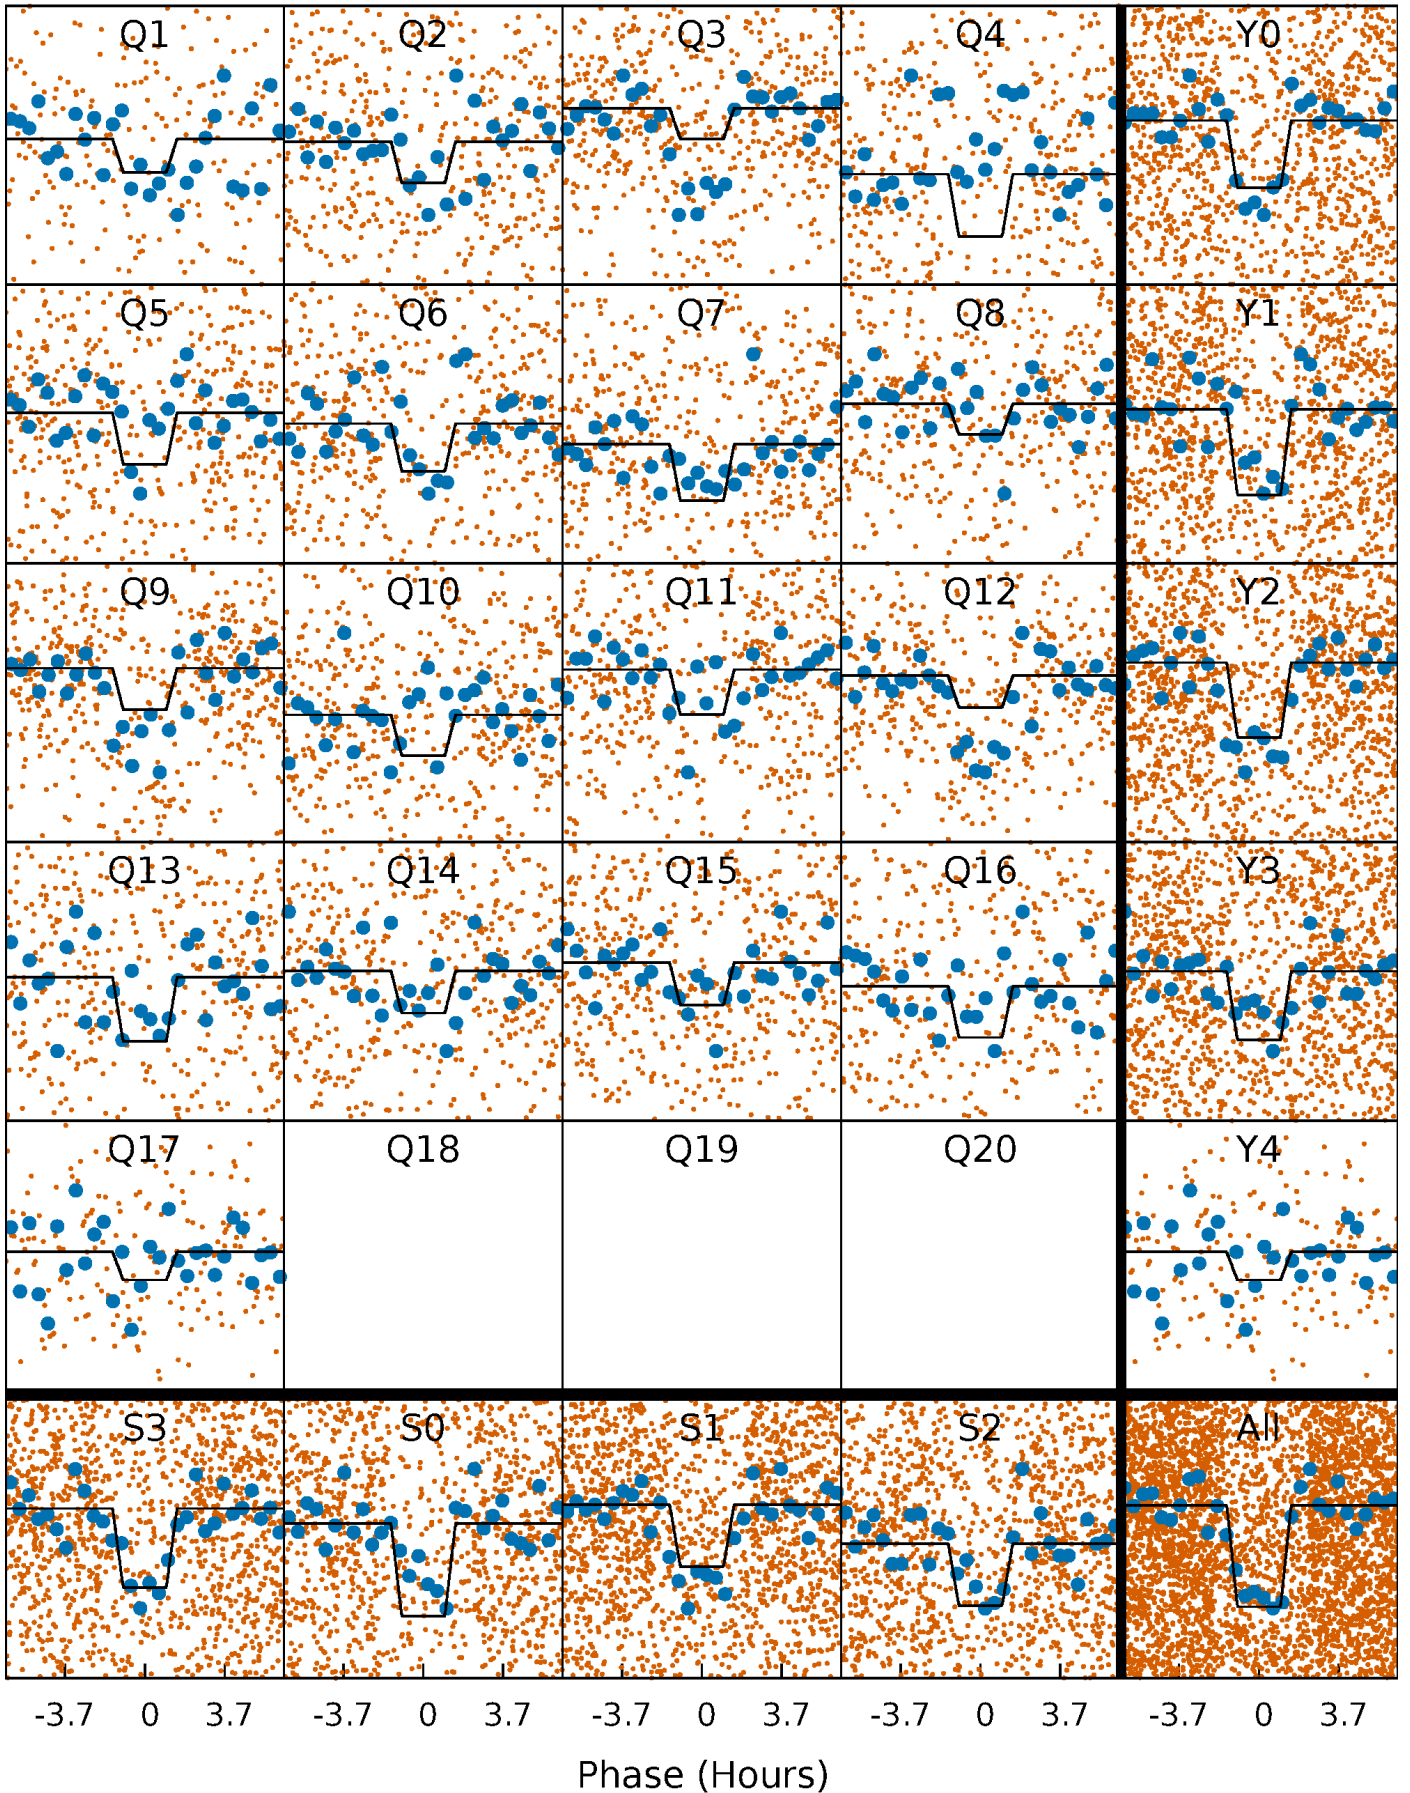 Q1 Q2 Q3 Q4 Y0
Q5 Q6 Q7 Q8 Y1
Q9 Q10 Q11 Q12 Y2
Q13 Q14 Q15 Q16 Y3
Q17 Q18 Q19 Q20 Y4
S3 S0 S1 S2 All
-3.7 0 3.7 -3.7 0 3.7 -3.7 0 3.7 -3.7 0 3.7 -3.7 0 3.7
Phase (Hours)